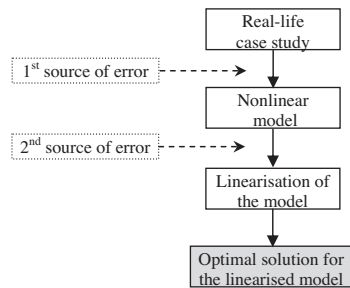 Real-life
case study
1st source of error
Nonlinear
model
2nd source of error
Linearisation of
the model
Optimal solution for
the linearised model